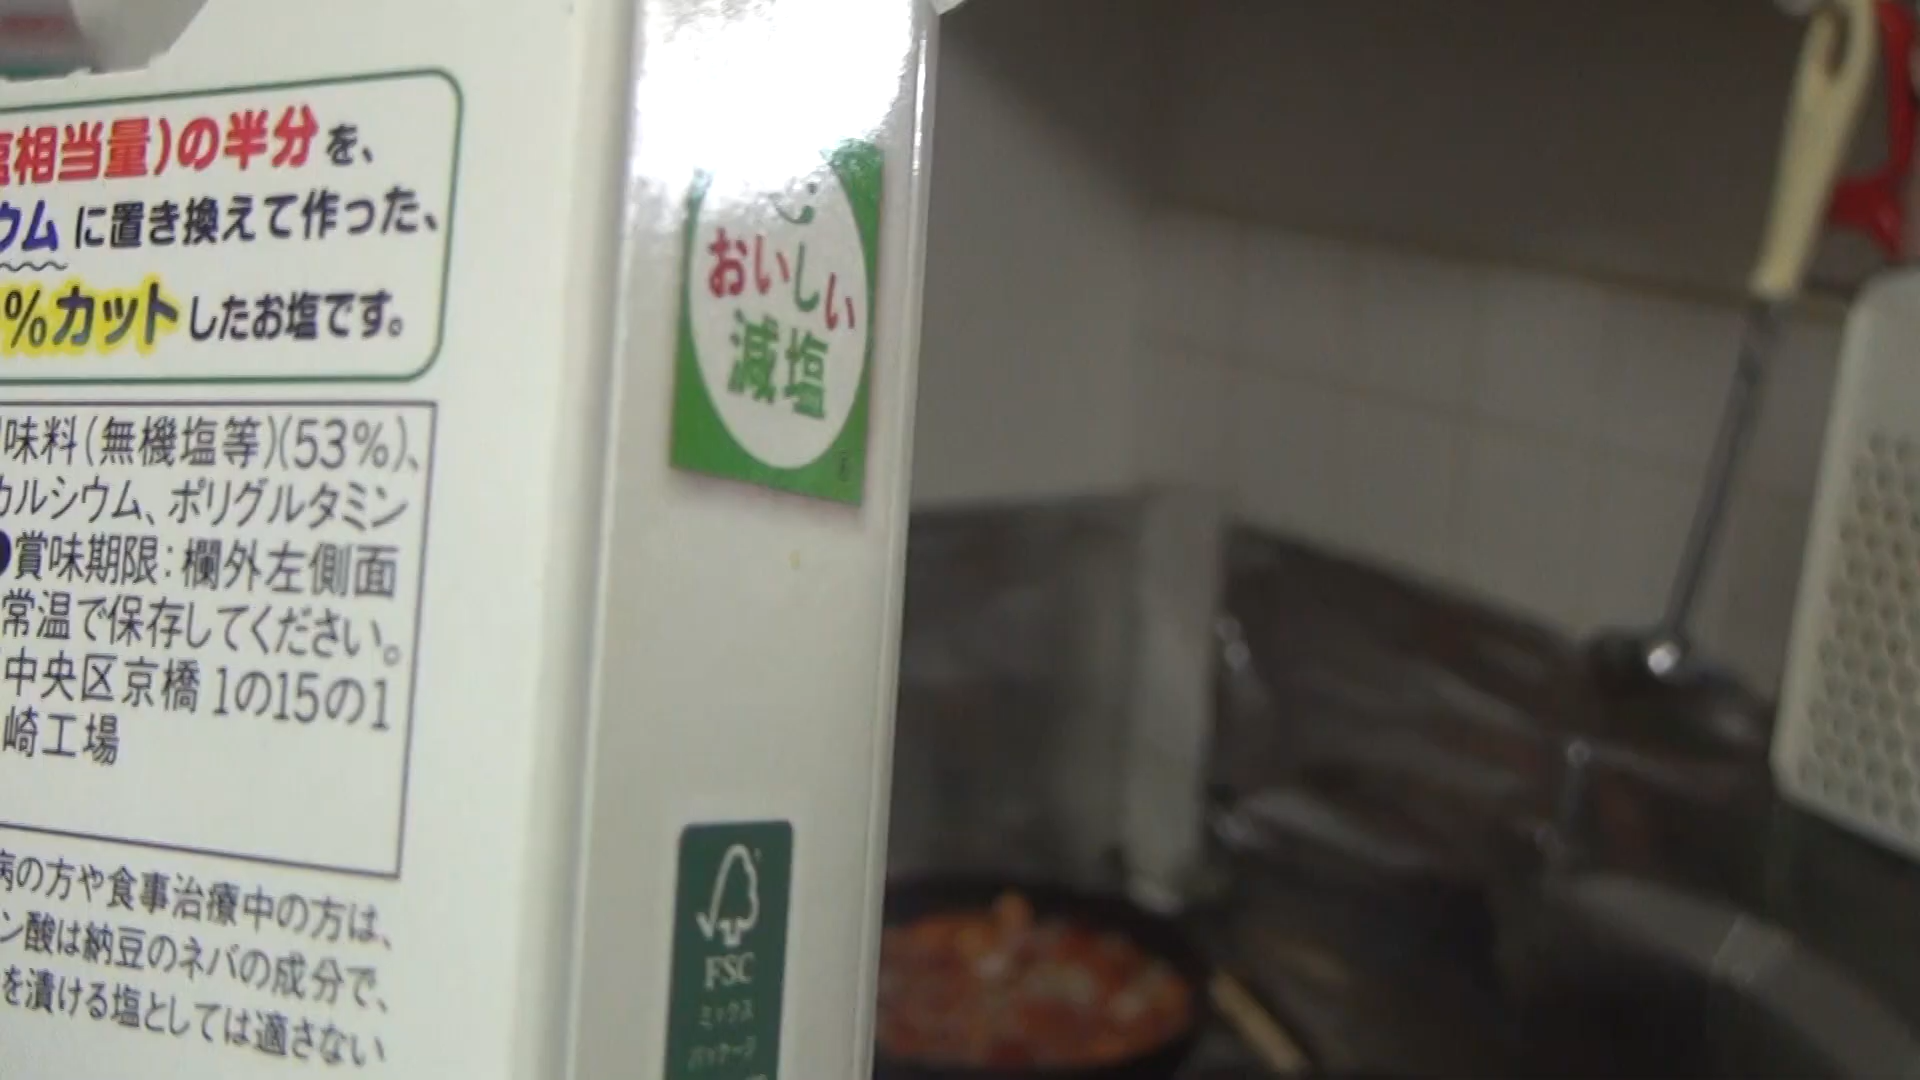 相当量)の半分を、
ウムに置き換えて作った、
%カットしたお塩です。
味料(無機塩等)(53%)、
カルシウム、ポリグルタミン
賞味期限:欄外左側面
常温で保存してください。
中央区京橋1の15の1
崎工場
病の方や食事治療中の方は、
ン酸は納豆のネバの成分で、
を漬ける塩としては適さない
おいしい
減塩
FSC
ミックス
パッケージ